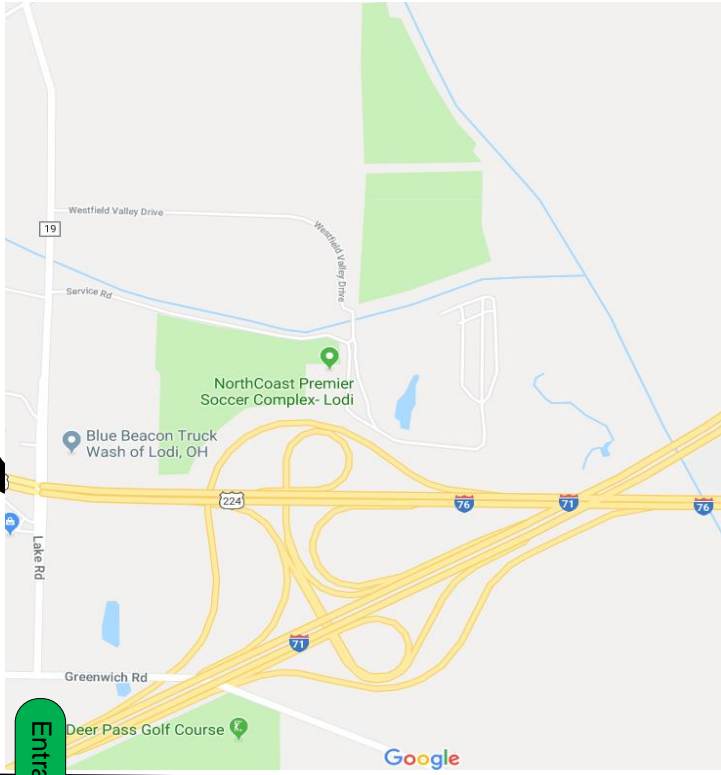 Westfield Valley Drive
19
Westfield Valley Drive
Service Rd
NorthCoast Premier
Soccer Complex- Lodi
Blue Beacon Truck
Wash of Lodi, OH
224
76
71
76
Lake Rd
71
Greenwich Rd
Deer Pass Golf Course
Entra
Google